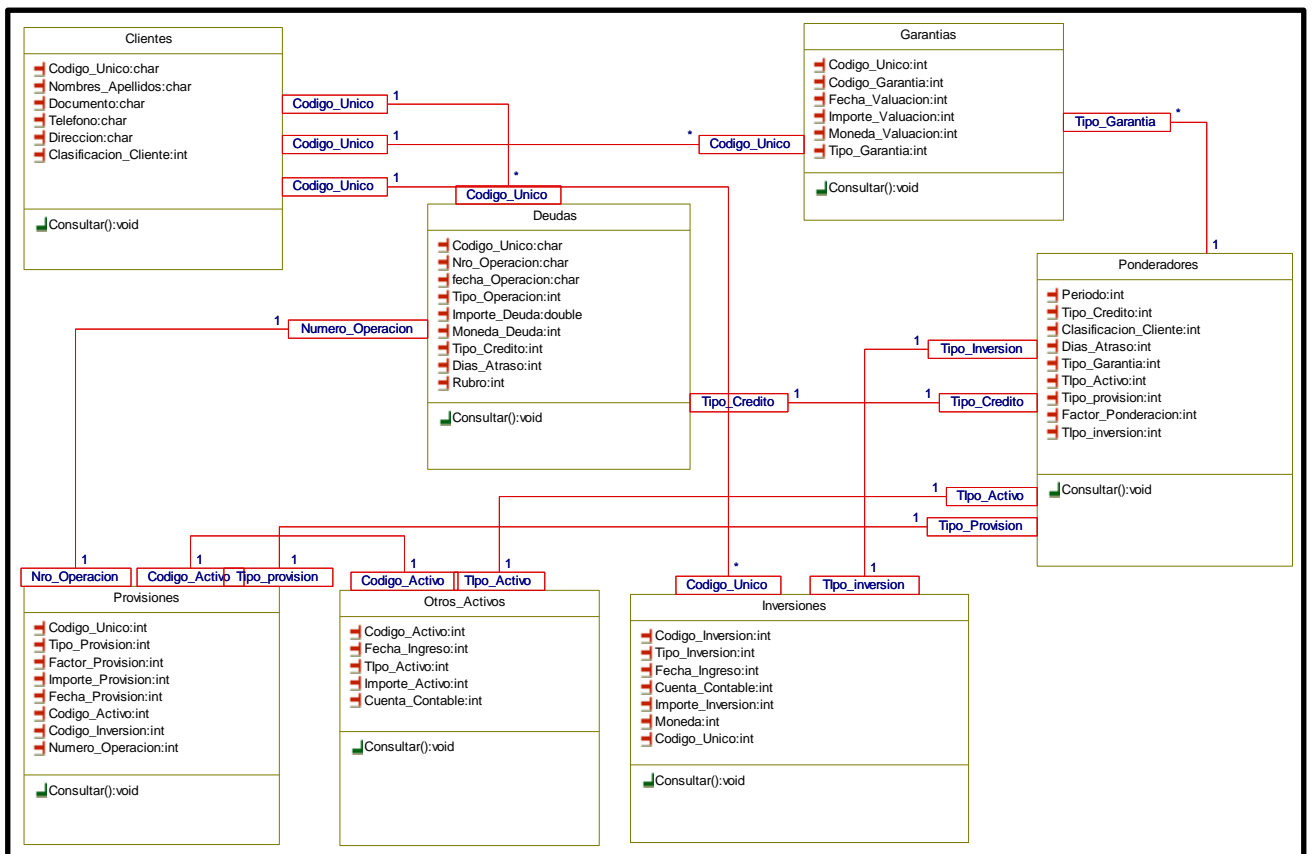 Clientes
Codigo_Unico:char
Nombres_Apellidos:char
Documento:char
Telefono:char
Direccion:char
Clasificacion_Cliente:int
Consultar():void
Codigo_Unico
1
Codigo_Unico
1
Codigo_Unico
1
*
Codigo_Unico
*
Codigo_Unico
Garantias
Codigo_Unico:int
Codigo_Garantia:int
Fecha_Valuacion:int
Importe_Valuacion:int
Moneda_Valuacion:int
Tipo_Garantia:int
Consultar():void
Tipo_Garantia
*
1
Deudas
Codigo_Unico:char
Nro_Operacion:char
fecha_Operacion:char
Tipo_Operacion:int
Importe_Deuda:double
Moneda_Deuda:int
Tipo_Credito:int
Dias_Atraso:int
Rubro:int
Consultar():void
1
Numero_Operacion
Tipo_Credito
1
1
Tipo_Inversion
1
Tipo_Credito
1
TIpo_Activo
1
Tipo_Provision
Ponderadores
Periodo:int
Tipo_Credito:int
Clasificacion_Cliente:int
Dias_Atraso:int
Tipo_Garantia:int
TIpo_Activo:int
Tipo_provision:int
Factor_Ponderacion:int
TIpo_inversion:int
Consultar():void
1
Nro_Operacion
1
Codigo_Activo
1
Tipo_provision
1
Codigo_Activo
1
TIpo_Activo
*
Codigo_Unico
1
TIpo_inversion
Provisiones
Codigo_Unico:int
Tipo_Provision:int
Factor_Provision:int
Importe_Provision:int
Fecha_Provision:int
Codigo_Activo:int
Codigo_Inversion:int
Numero_Operacion:int
Consultar():void
Otros_Activos
Codigo_Activo:int
Fecha_Ingreso:int
TIpo_Activo:int
Importe_Activo:int
Cuenta_Contable:int
Consultar():void
Inversiones
Codigo_Inversion:int
Tipo_Inversion:int
Fecha_Ingreso:int
Cuenta_Contable:int
Importe_Inversion:int
Moneda:int
Codigo_Unico:int
Consultar():void